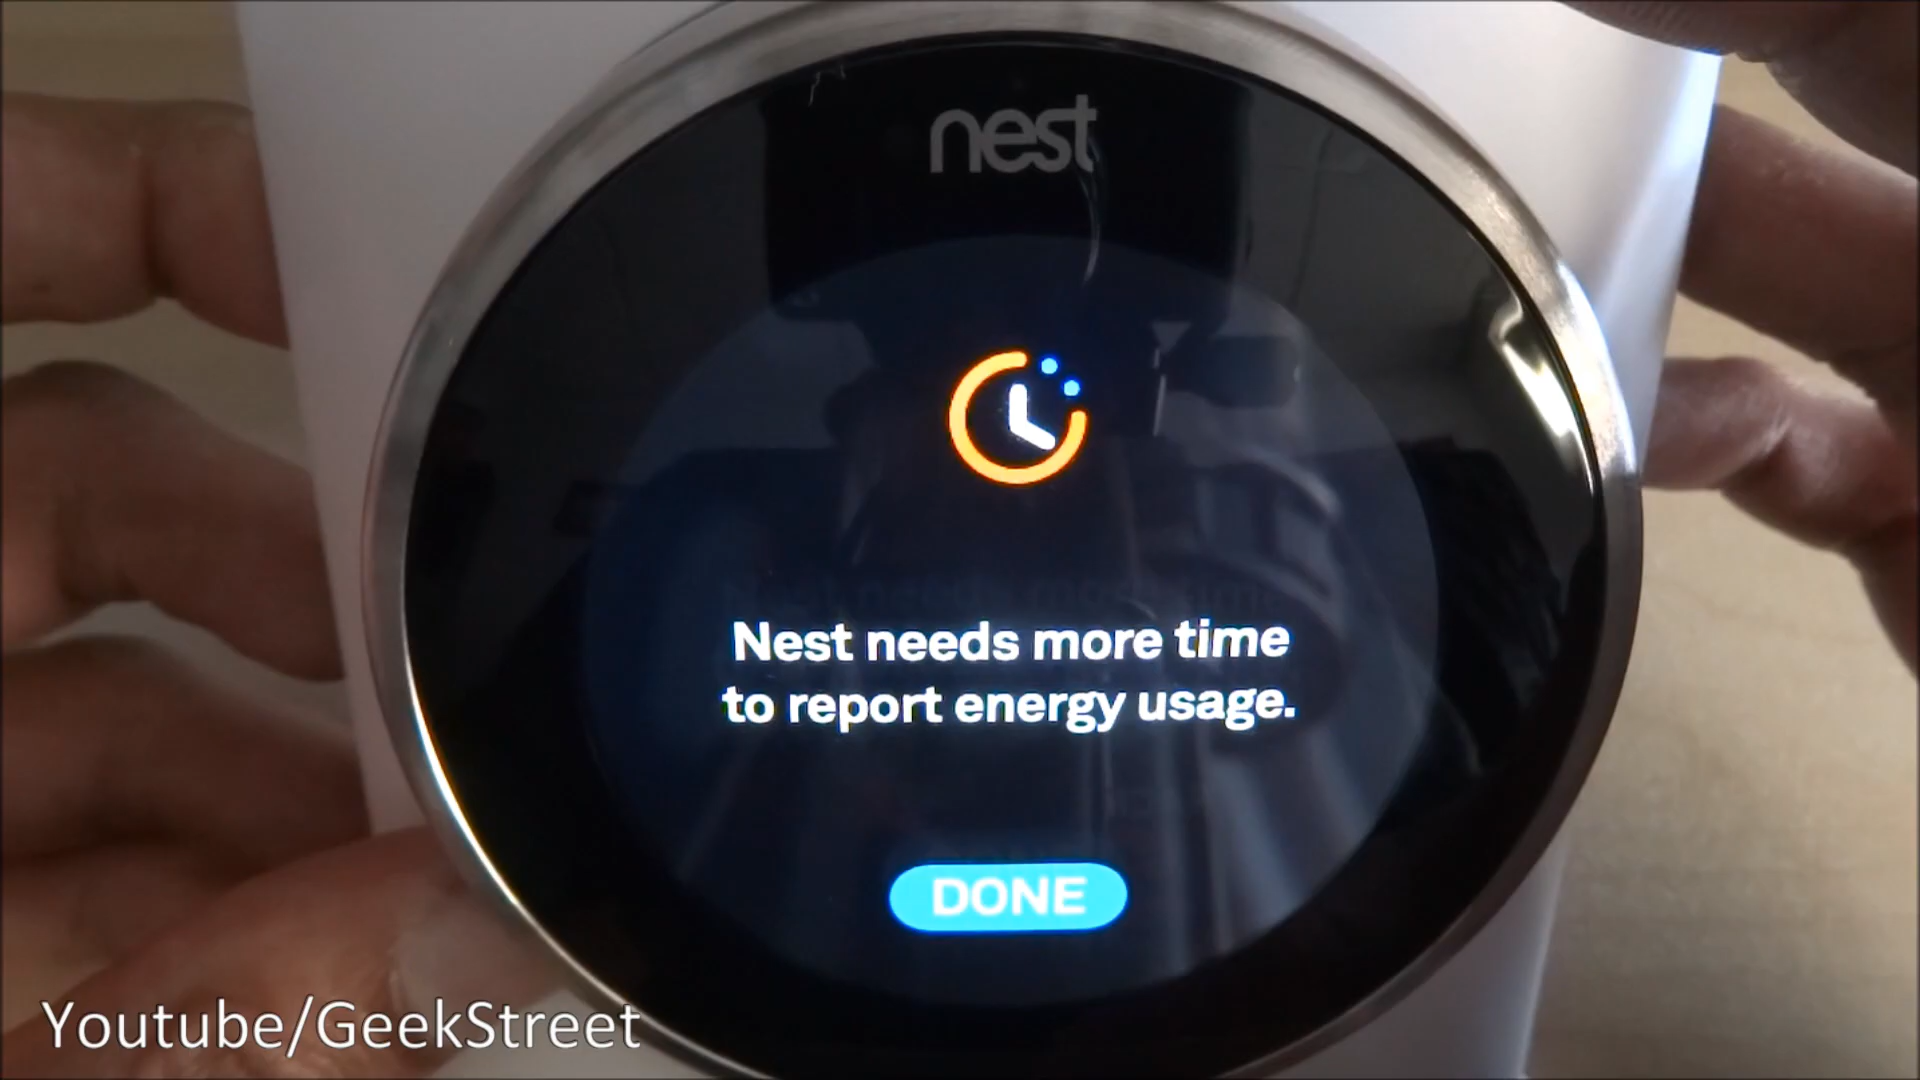 nest
Nest needs more time
to report energy usage.
DONE
Youtube/GeekStreet